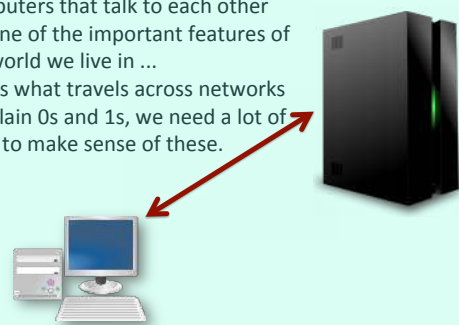 puters that talk to each other
ne of the important features of
world we live in ...
s what travels across networks
lain 0s and 1s, we need a lot of
to make sense of these.